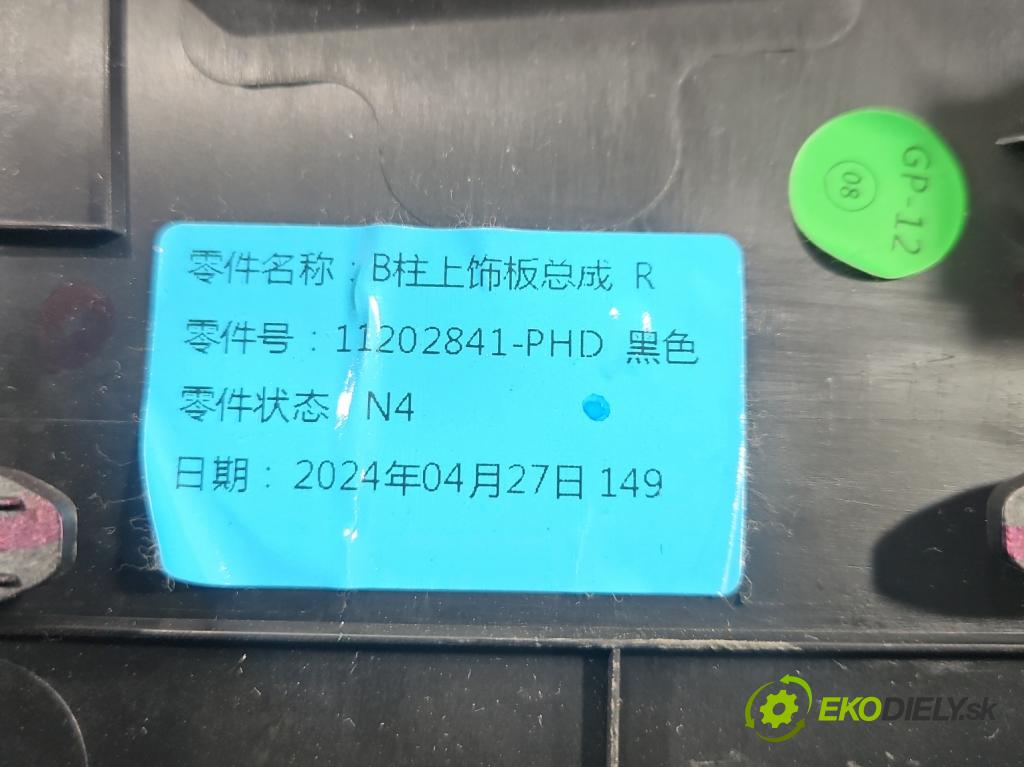 零件名称：B柱上饰板总成 R
零件号：11202841-PHD 黑色
零件状态：N4
日期：2024年04月27日 149
GP-12
08
EKODIELY.sk